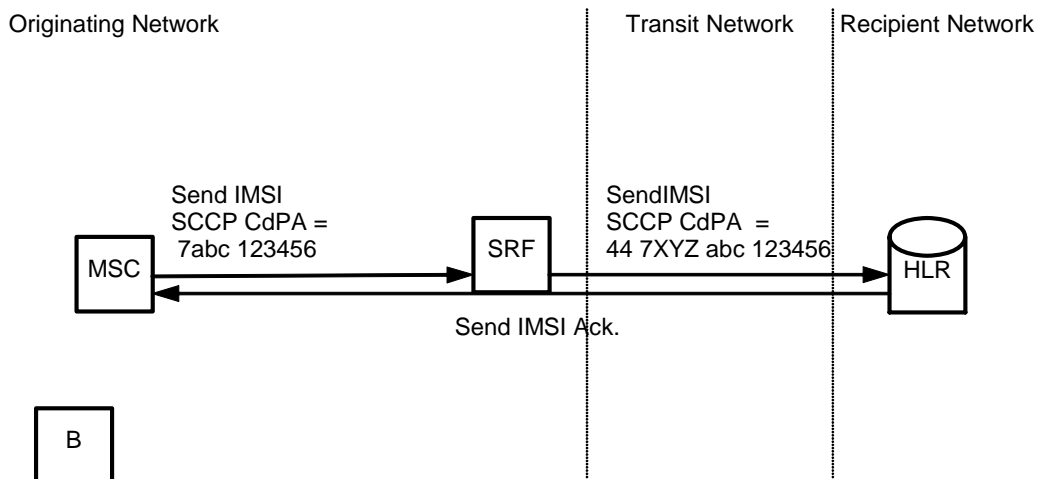 Originating Network
Transit Network
Recipient Network
Send IMSI
SCCP CdPA =
7abc 123456
SendIMSI
SCCP CdPA  =
44 7XYZ abc 123456
MSC
SRF
HLR
Send IMSI Ack.
B